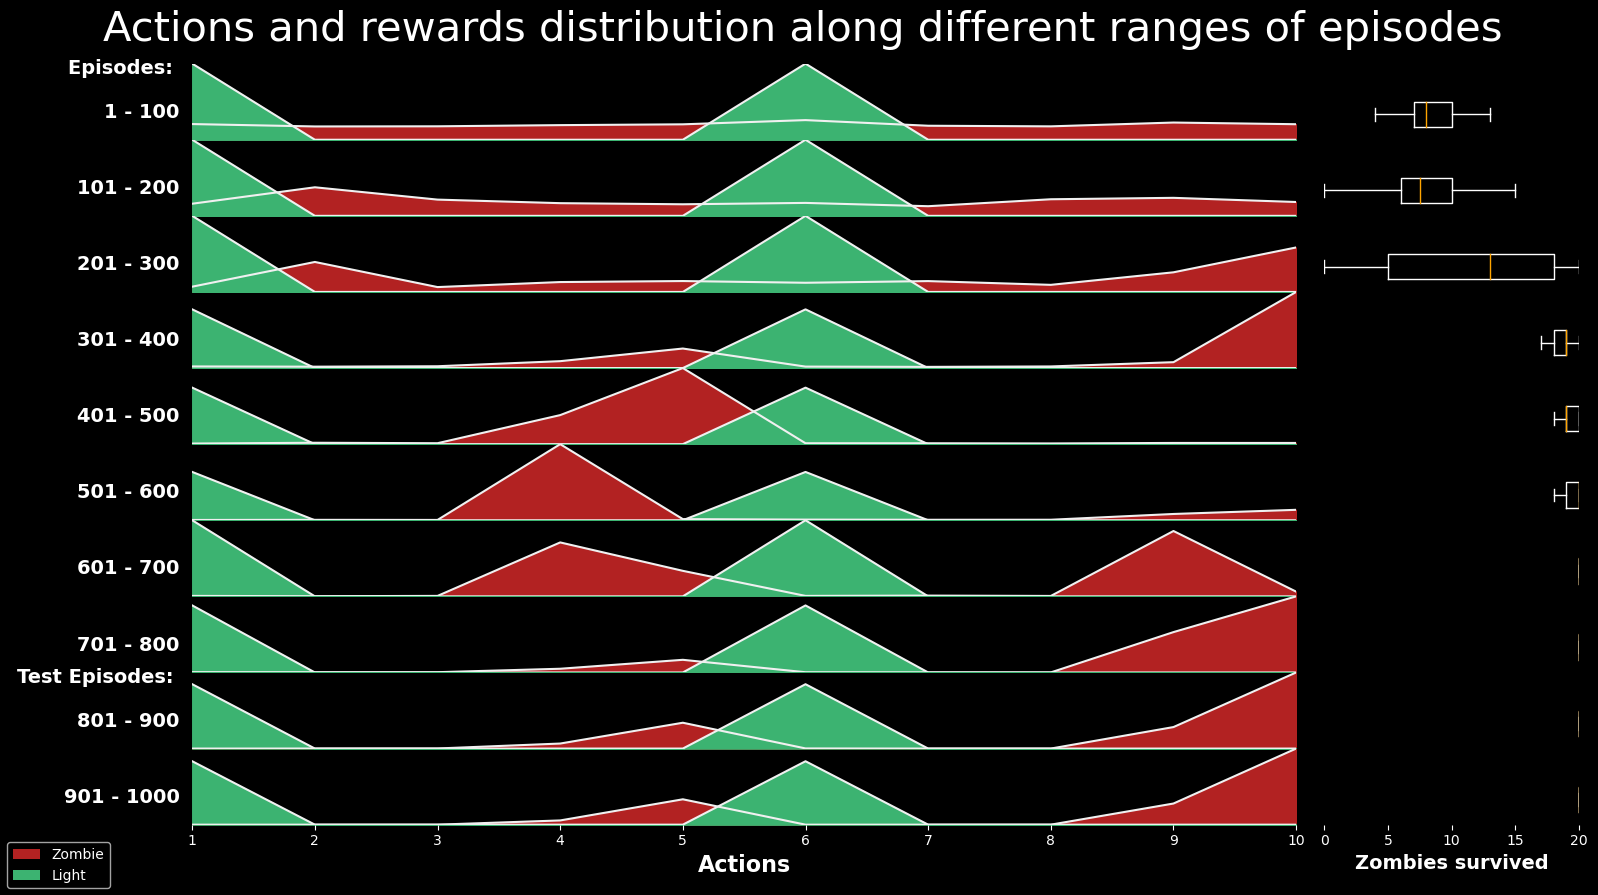 Actions and rewards distribution along different ranges of episodes
Episodes:
1 - 100
101 - 200
201 - 300
301 - 400
401 - 500
501 - 600
601 - 700
701 - 800
Test Episodes:
801 - 900
901 - 1000
1 2 3 4 5 6 7 8 9 10
0 5 10 15 20
Actions
Zombies survived
Zombie
Light